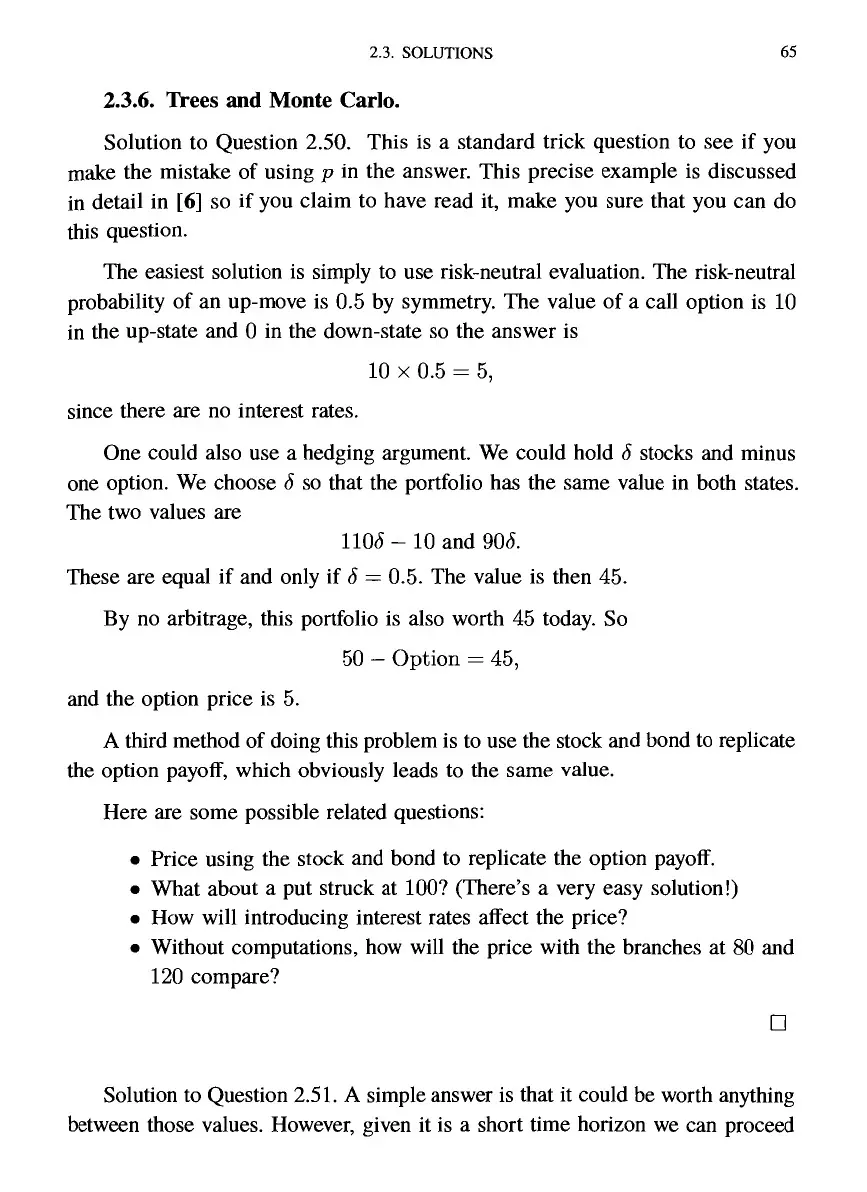 2.3. SOLUTIONS 65
2.3.6. Trees and Monte Carlo.
Solution to Question 2.50. This is a standard trick question to see if you
make the mistake of using p in the answer. This precise example is discussed
in detail in [6] so if you claim to have read it, make you sure that you can do
this question.
The easiest solution is simply to use risk-neutral evaluation. The risk-neutral
probability of an up-move is 0.5 by symmetry. The value of a call option is 10
in the up-state and 0 in the down-state so the answer is
10 × 0.5 = 5,
since there are no interest rates.
One could also use a hedging argument. We could hold δ stocks and minus
one option. We choose δ so that the portfolio has the same value in both states.
The two values are
110δ − 10 and 90δ.
These are equal if and only if δ = 0.5. The value is then 45.
By no arbitrage, this portfolio is also worth 45 today. So
50 − Option = 45,
and the option price is 5.
A third method of doing this problem is to use the stock and bond to replicate
the option payoff, which obviously leads to the same value.
Here are some possible related questions:
• Price using the stock and bond to replicate the option payoff.
• What about a put struck at 100? (There's a very easy solution!)
• How will introducing interest rates affect the price?
• Without computations, how will the price with the branches at 80 and
120 compare?
□
Solution to Question 2.51. A simple answer is that it could be worth anything
between those values. However, given it is a short time horizon we can proceed